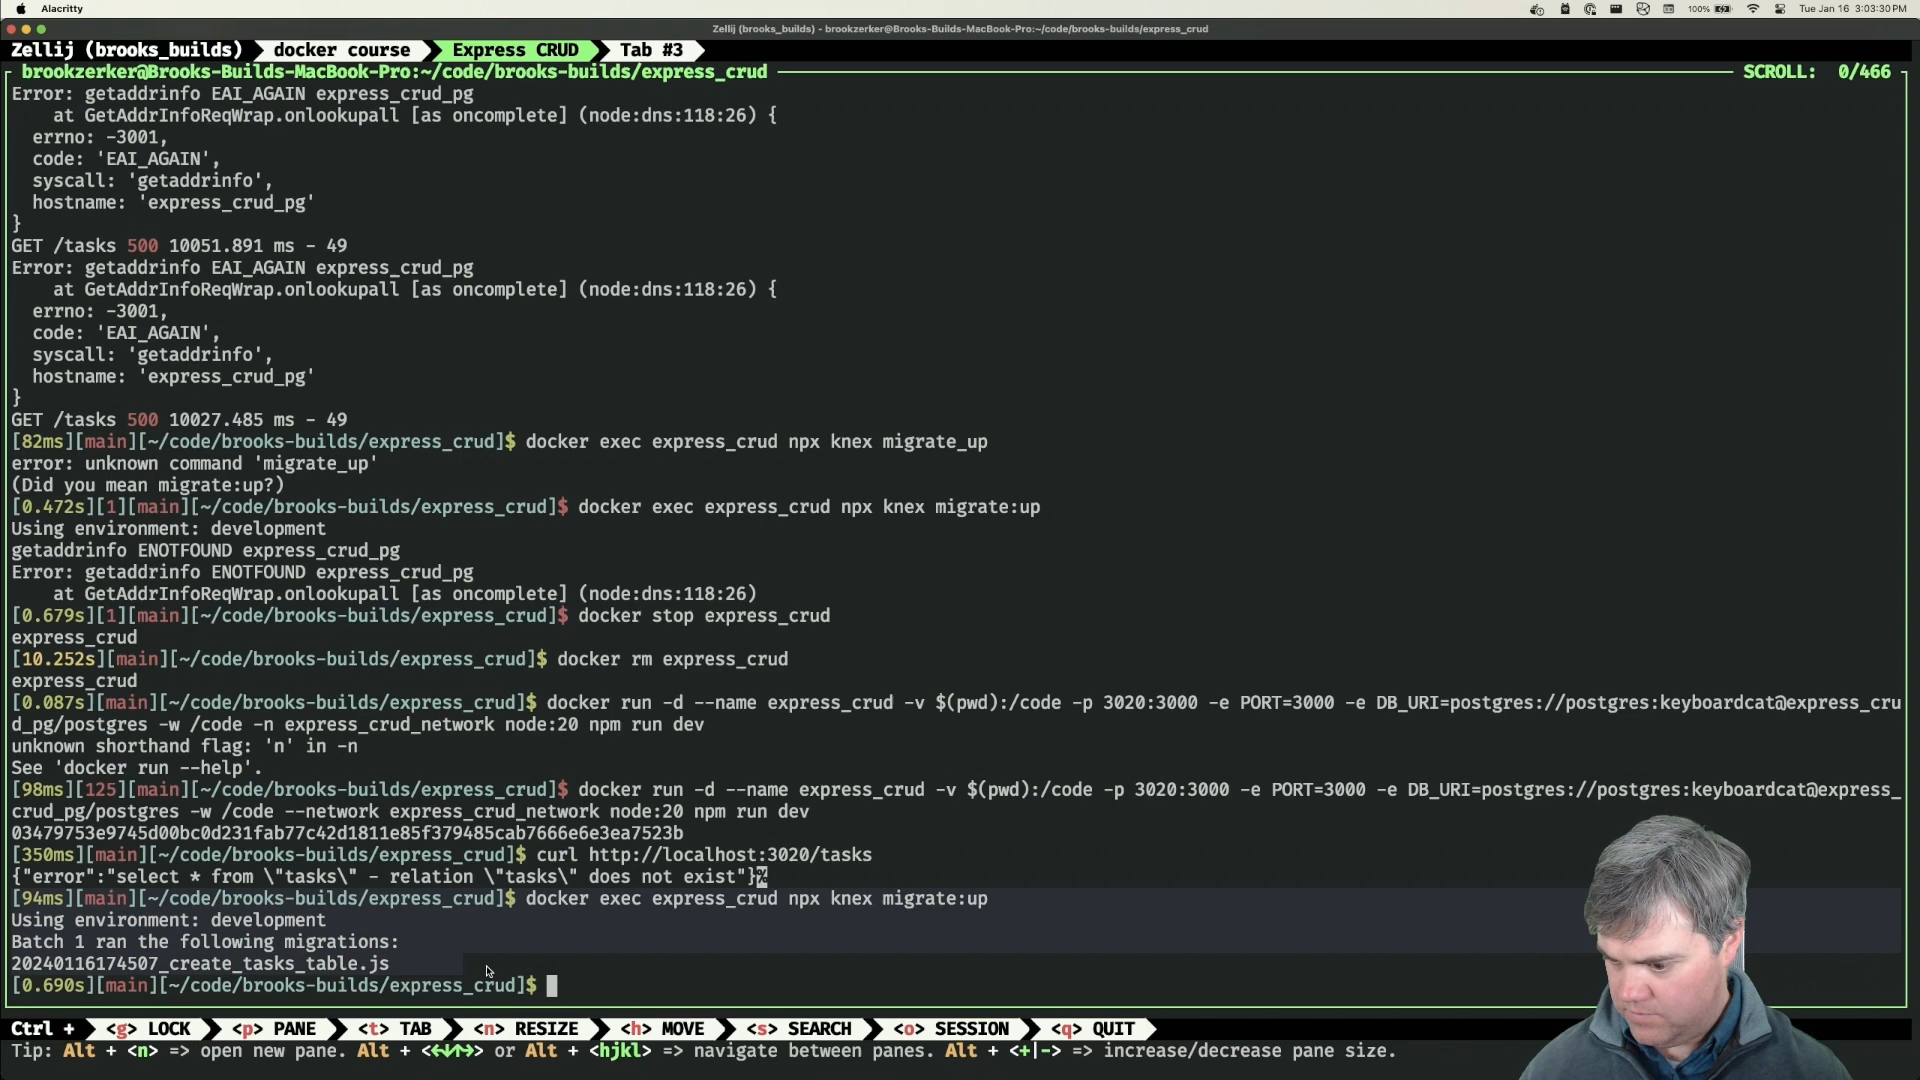 Alacritty
100%
Tue Jan 16 3:03:30 PM
Zellij (brooks_builds) - brookzerker@Brooks-Builds-MacBook-Pro:~/code/brooks-builds/express_crud
Zellij (brooks_builds) docker course Express CRUD Tab #3
brookzerker@Brooks-Builds-MacBook-Pro:~/code/brooks-builds/express_crud SCROLL: 0/466
Error: getaddrinfo EAI_AGAIN express_crud_pg
at GetAddrInfoReqWrap.onlookupall [as oncomplete] (node:dns:118:26) {
errno: -3001,
code: 'EAI_AGAIN',
syscall: 'getaddrinfo',
hostname: 'express_crud_pg'
}
GET /tasks 500 10051.891 ms - 49
Error: getaddrinfo EAI_AGAIN express_crud_pg
at GetAddrInfoReqWrap.onlookupall [as oncomplete] (node:dns:118:26) {
errno: -3001,
code: 'EAI_AGAIN',
syscall: 'getaddrinfo',
hostname: 'express_crud_pg'
}
GET /tasks 500 10027.485 ms - 49
[82ms][main][~/code/brooks-builds/express_crud]$ docker exec express_crud npx knex migrate_up
error: unknown command 'migrate_up'
(Did you mean migrate:up?)
[0.472s][1][main][~/code/brooks-builds/express_crud]$ docker exec express_crud npx knex migrate:up
Using environment: development
getaddrinfo ENOTFOUND express_crud_pg
Error: getaddrinfo ENOTFOUND express_crud_pg
at GetAddrInfoReqWrap.onlookupall [as oncomplete] (node:dns:118:26)
[0.679s][1][main][~/code/brooks-builds/express_crud]$ docker stop express_crud
express_crud
[10.252s][main][~/code/brooks-builds/express_crud]$ docker rm express_crud
express_crud
[0.087s][main][~/code/brooks-builds/express_crud]$ docker run -d --name express_crud -v $(pwd):/code -p 3020:3000 -e PORT=3000 -e DB_URI=postgres://postgres:keyboardcat@express_cru
d_pg/postgres -w /code -n express_crud_network node:20 npm run dev
unknown shorthand flag: 'n' in -n
See 'docker run --help'.
[98ms][125][main][~/code/brooks-builds/express_crud]$ docker run -d --name express_crud -v $(pwd):/code -p 3020:3000 -e PORT=3000 -e DB_URI=postgres://postgres:keyboardcat@express_
crud_pg/postgres -w /code --network express_crud_network node:20 npm run dev
03479753e9745d00bc0d231fab77c42d1811e85f379485cab7666e6e3ea7523b
[350ms][main][~/code/brooks-builds/express_crud]$ curl http://localhost:3020/tasks
{"error":"select * from \"tasks\" - relation \"tasks\" does not exist"}%
[94ms][main][~/code/brooks-builds/express_crud]$ docker exec express_crud npx knex migrate:up
Using environment: development
Batch 1 ran the following migrations:
20240116174507_create_tasks_table.js
[0.690s][main][~/code/brooks-builds/express_crud]$
Ctrl + <g> LOCK <p> PANE <t> TAB <n> RESIZE <h> MOVE <s> SEARCH <o> SESSION <q> QUIT
Tip: Alt + <n> => open new pane. Alt + <←↓↑→> or Alt + <hjkl> => navigate between panes. Alt + <+|-> => increase/decrease pane size.